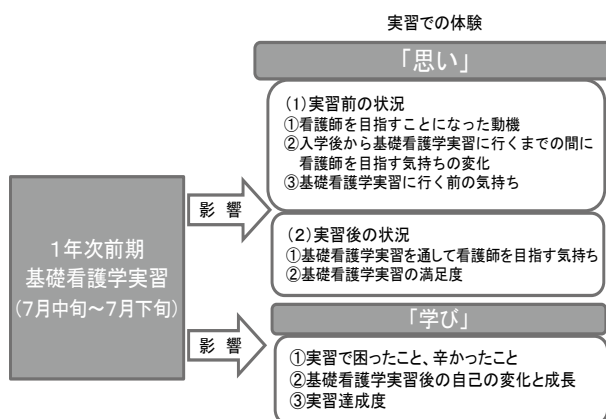 実習での体験
「思い」
(1)実習前の状況
①看護師を目指すことになった動機
②入学後から基礎看護学実習に行くまでの間に
看護師を目指す気持ちの変化
③基礎看護学実習に行く前の気持ち
影 響
1年次前期
基礎看護学実習
(7月中旬~7月下旬)
(2)実習後の状況
①基礎看護学実習を通して看護師を目指す気持ち
②基礎看護学実習の満足度
「学び」
影 響
①実習で困ったこと、辛かったこと
②基礎看護学実習後の自己の変化と成長
③実習達成度